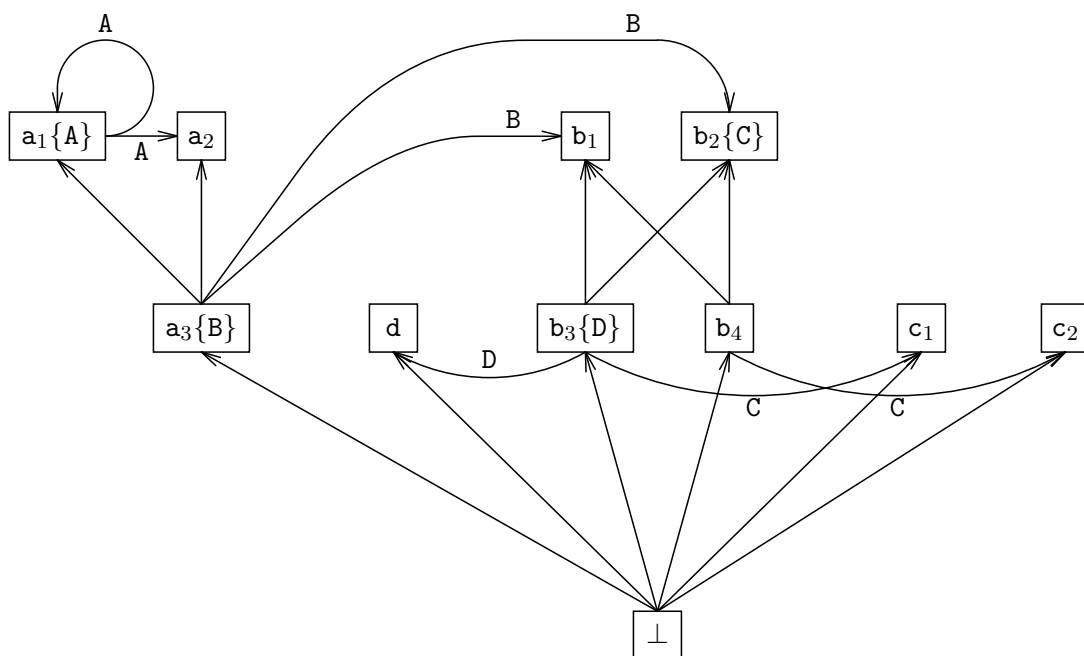 A B
B
a₁{A} a₂ b₁ b₂{C}
A
a₃{B} d b₃{D} b₄ c₁ c₂
D
C C
⊥